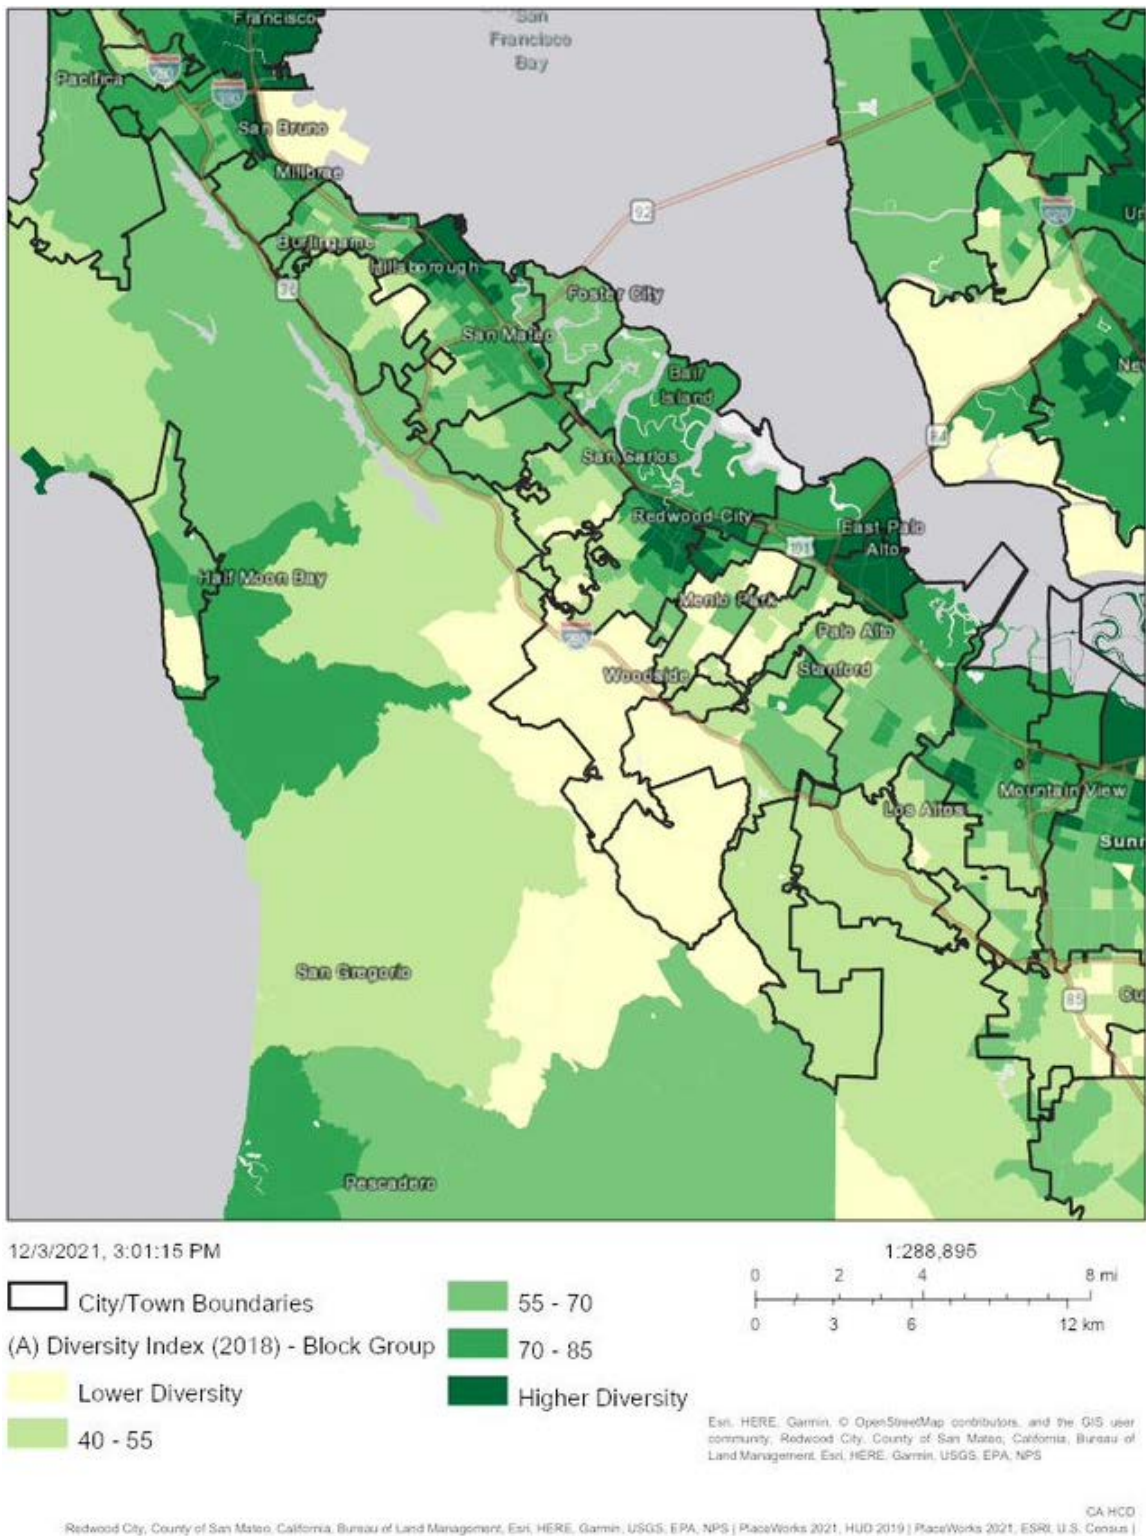 Francisco
San
Francisco
Bay
Pacifica
280
380
San Bruno
Millbrae
92
Burlingame
Hillsborough
Foster City
San Mateo
Bair
Island
84
San Carlos
Redwood City
East Palo
Alto
101
Half Moon Bay
Menlo Park
Palo Alto
280
Woodside
Stanford
Mountain View
Los Altos
Sunn
San Gregorio
85
Cu
Pescadero
12/3/2021, 3:01:15 PM
1:288,895
0 2 4 8 mi
0 3 6 12 km
City/Town Boundaries
(A) Diversity Index (2018) - Block Group
Lower Diversity
40 - 55
55 - 70
70 - 85
Higher Diversity
Esri, HERE, Garmin, © OpenStreetMap contributors, and the GIS user
community, Redwood City, County of San Mateo, California, Bureau of
Land Management, Esri, HERE, Garmin, USGS, EPA, NPS
CA HCD
Redwood City, County of San Mateo, California, Bureau of Land Management, Esri, HERE, Garmin, USGS, EPA, NPS | PlaceWorks 2021, HUD 2019 | PlaceWorks 2021, ESRI, U.S. Census |